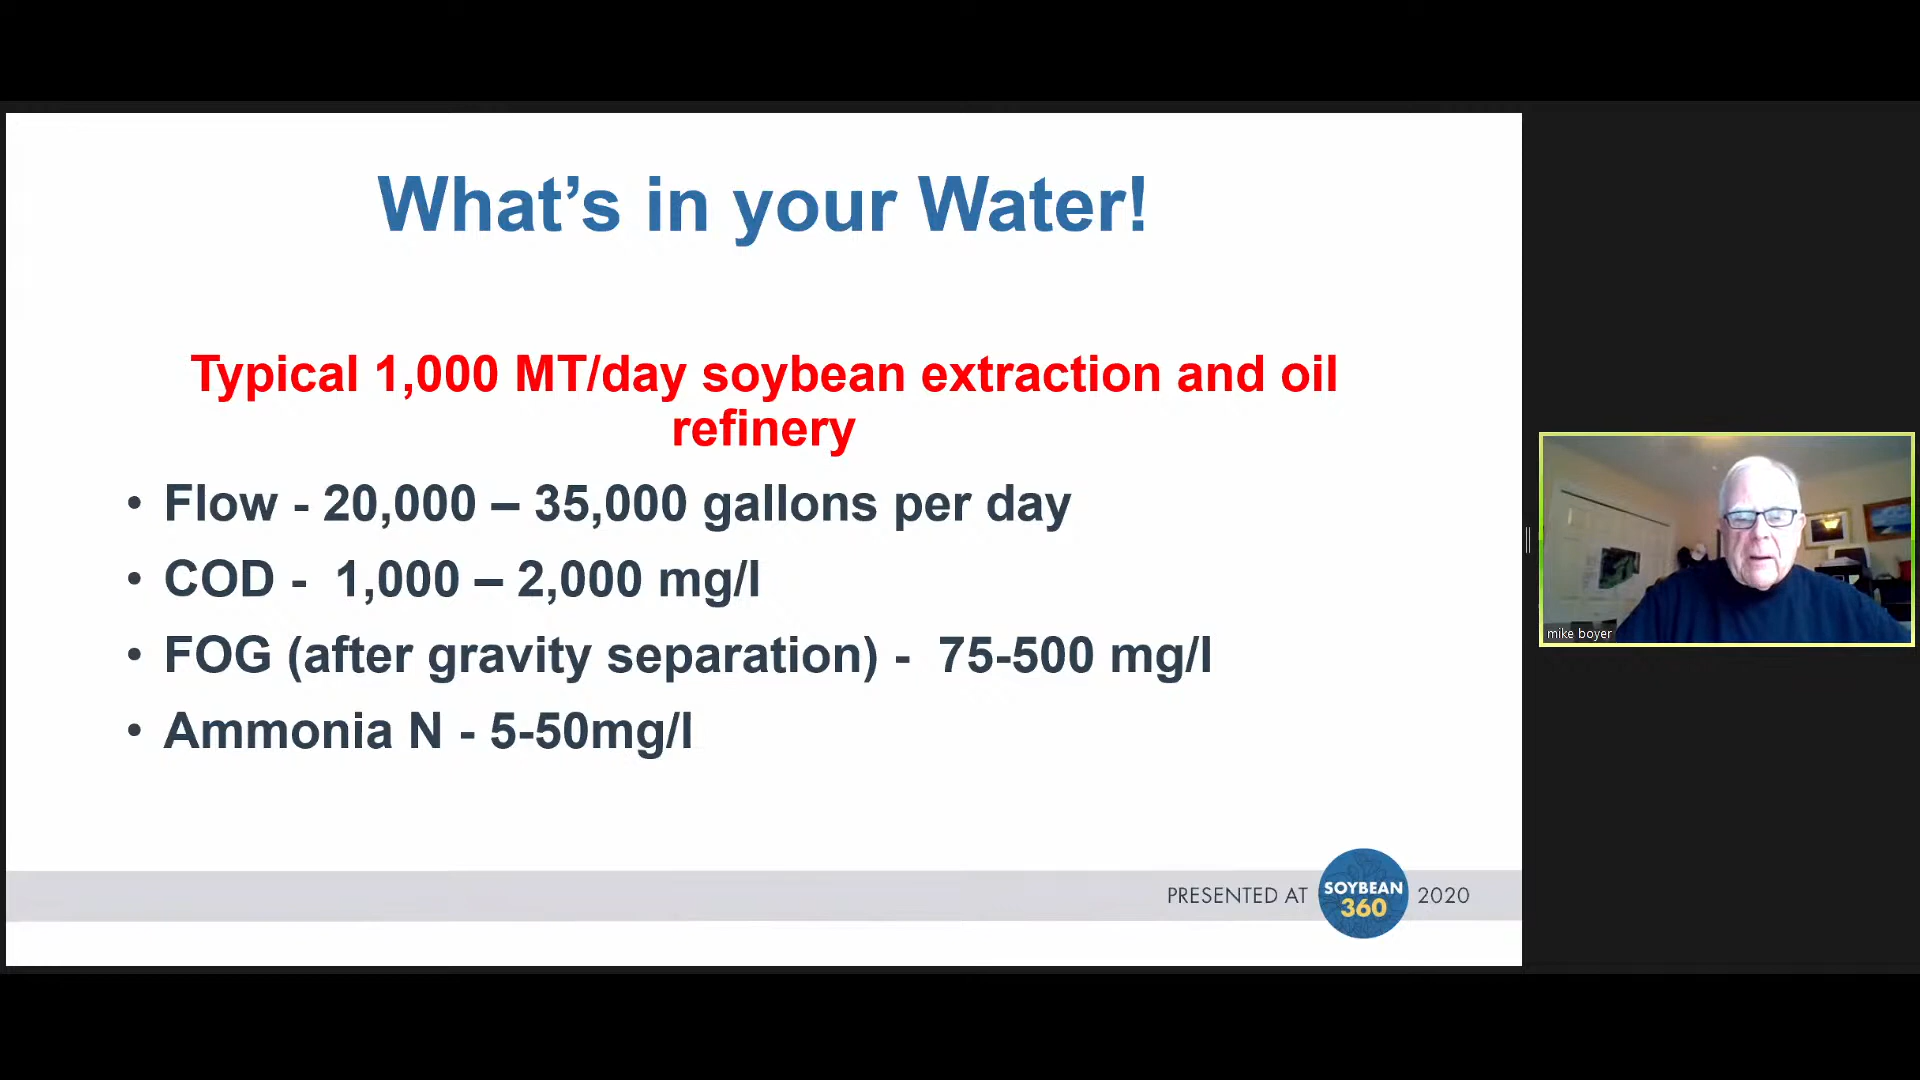 What’s in your Water!
Typical 1,000 MT/day soybean extraction and oil
refinery
• Flow - 20,000 – 35,000 gallons per day
• COD -  1,000 – 2,000 mg/l
• FOG (after gravity separation) -  75-500 mg/l
• Ammonia N - 5-50mg/l
mike boyer
PRESENTED AT SOYBEAN 360 2020